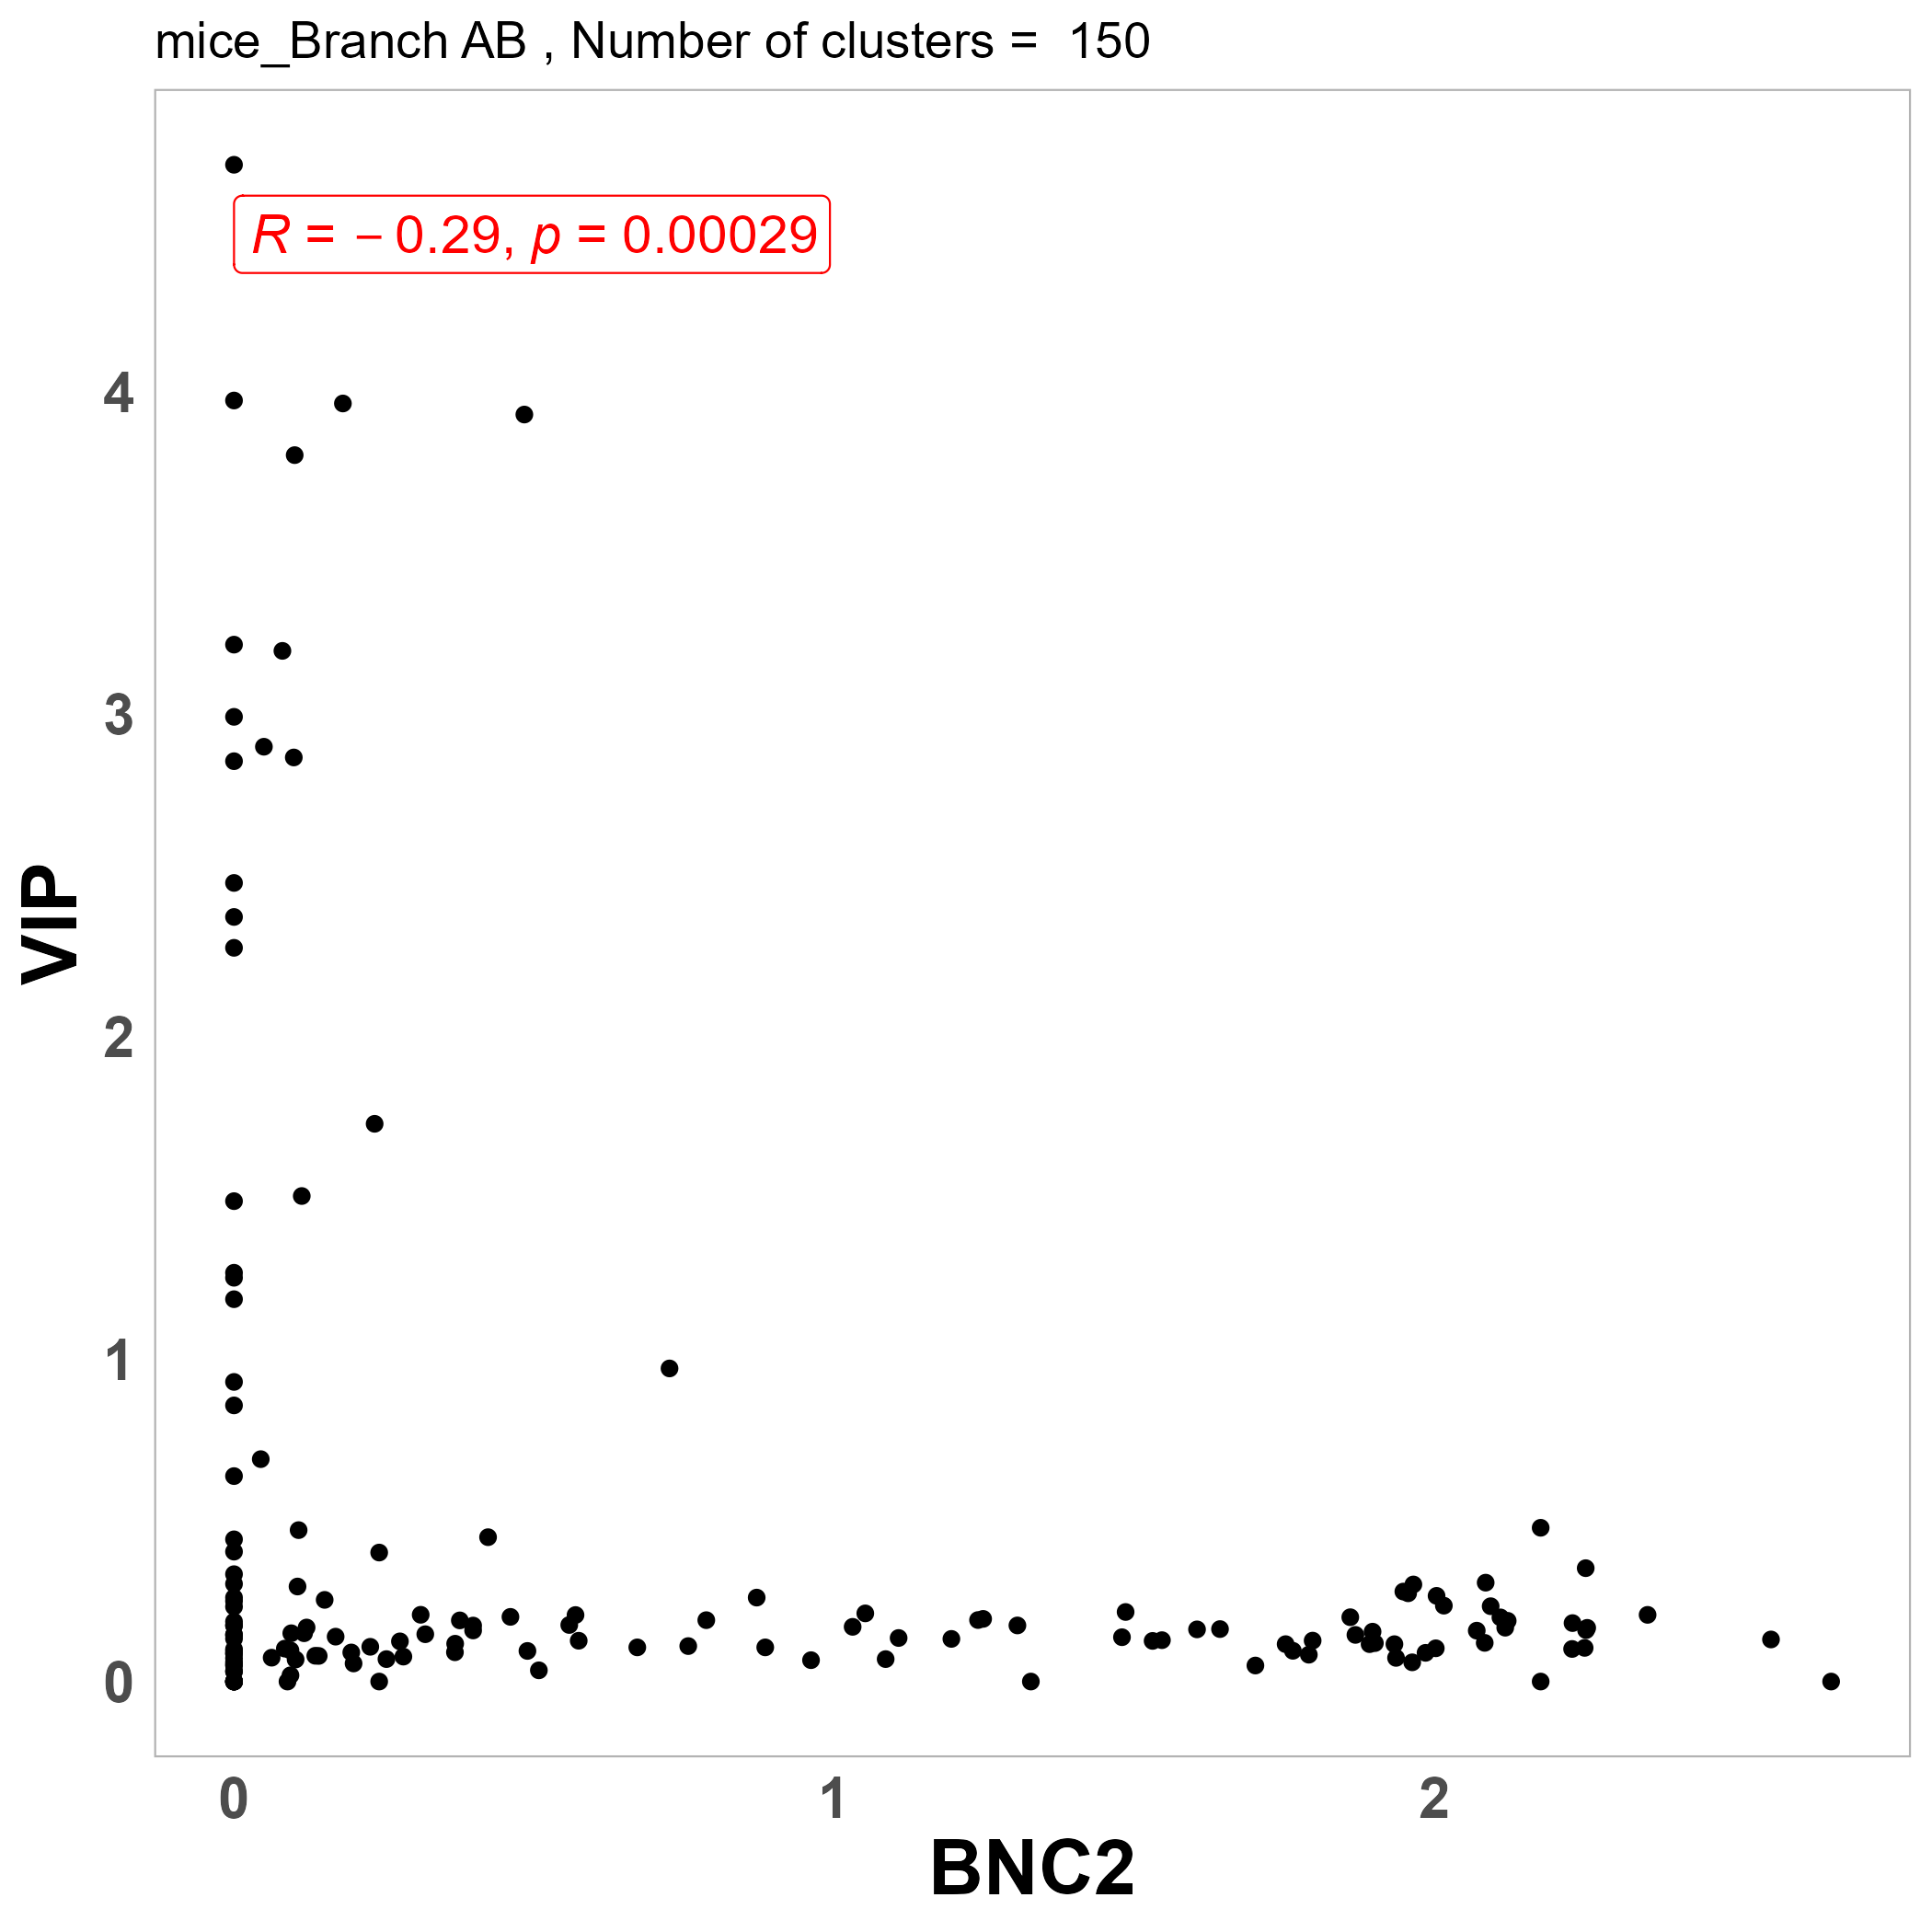 mice_Branch AB , Number of clusters =  150
R = − 0.29, p = 0.00029
4
3
2
1
0
VIP
0 1 2
BNC2